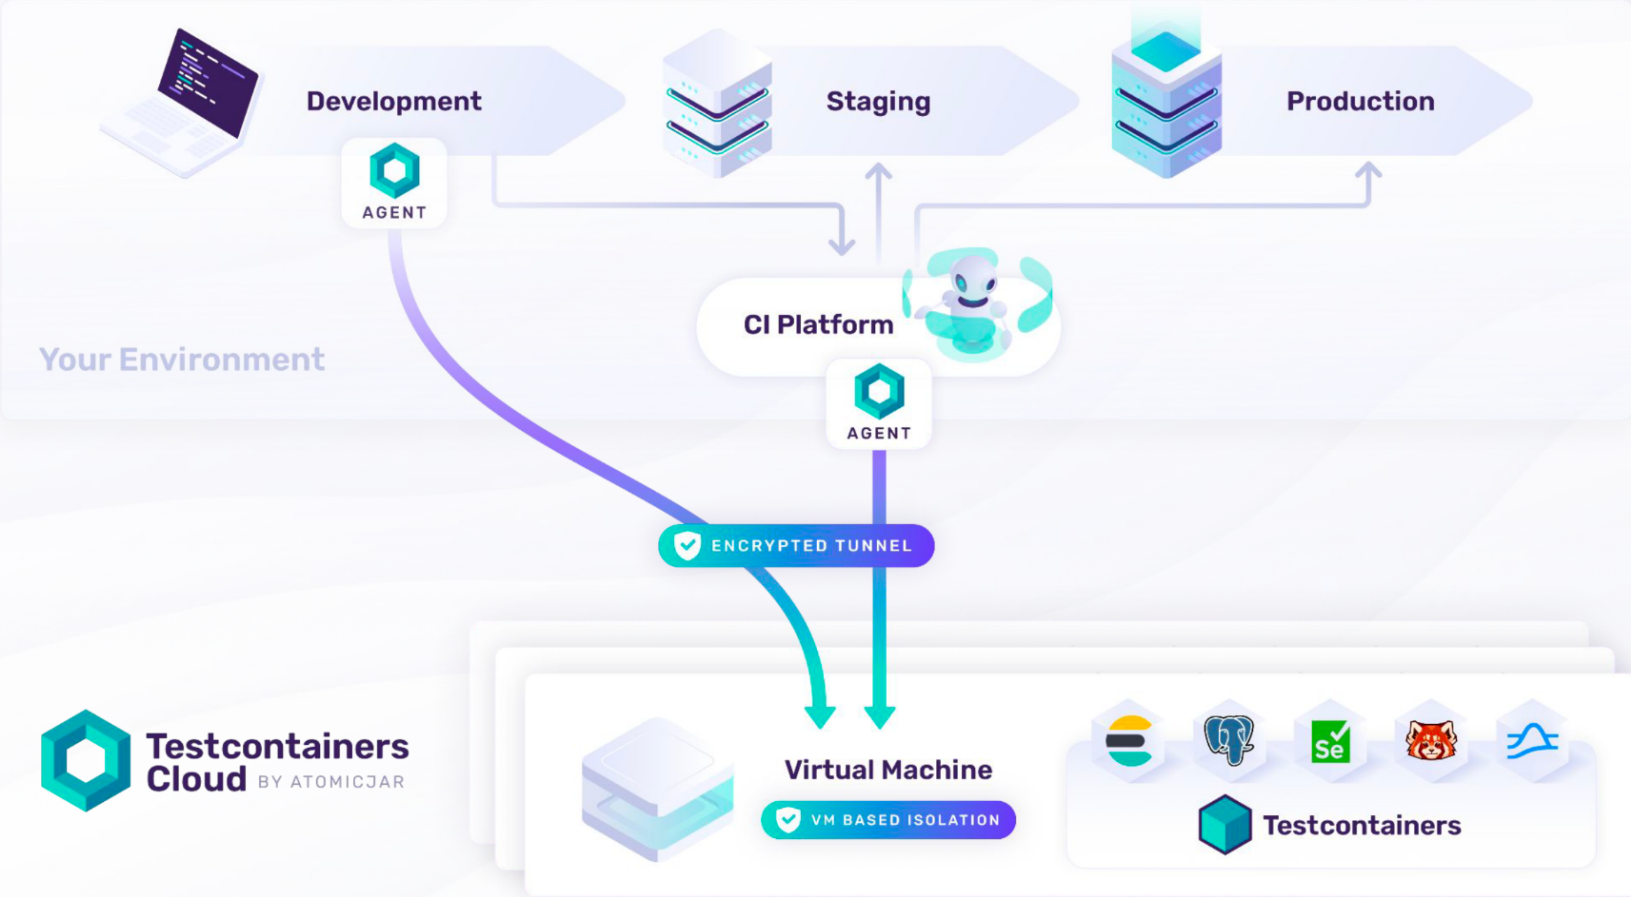 Development
Staging
Production
AGENT
CI Platform
Your Environment
AGENT
ENCRYPTED TUNNEL
Testcontainers
Cloud BY ATOMICJAR
Virtual Machine
VM BASED ISOLATION
Se
Testcontainers